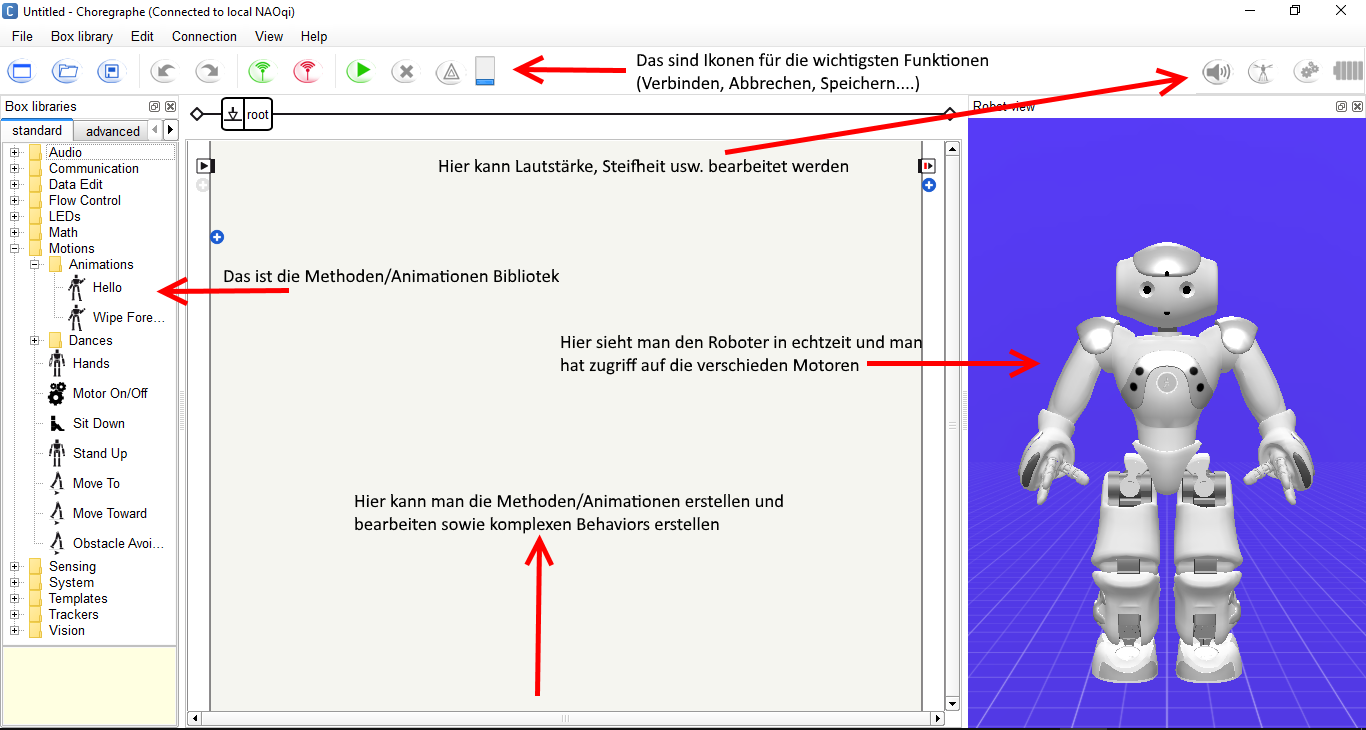 Untitled - Choregraphe (Connected to local NAOqi)
File Box library Edit Connection View Help
Das sind Ikonen für die wichtigsten Funktionen
(Verbinden, Abbrechen, Speichern....)
Box libraries
standard advanced
root
Robot view
Audio
Communication
Data Edit
Flow Control
LEDs
Math
Motions
Animations
Hello
Wipe Fore...
Dances
Hands
Motor On/Off
Sit Down
Stand Up
Move To
Move Toward
Obstacle Avoi...
Sensing
System
Templates
Trackers
Vision
Hier kann Lautstärke, Steifheit usw. bearbeitet werden
Das ist die Methoden/Animationen Bibliotek
Hier sieht man den Roboter in echtzeit und man
hat zugriff auf die verschieden Motoren
Hier kann man die Methoden/Animationen erstellen und
bearbeiten sowie komplexen Behaviors erstellen